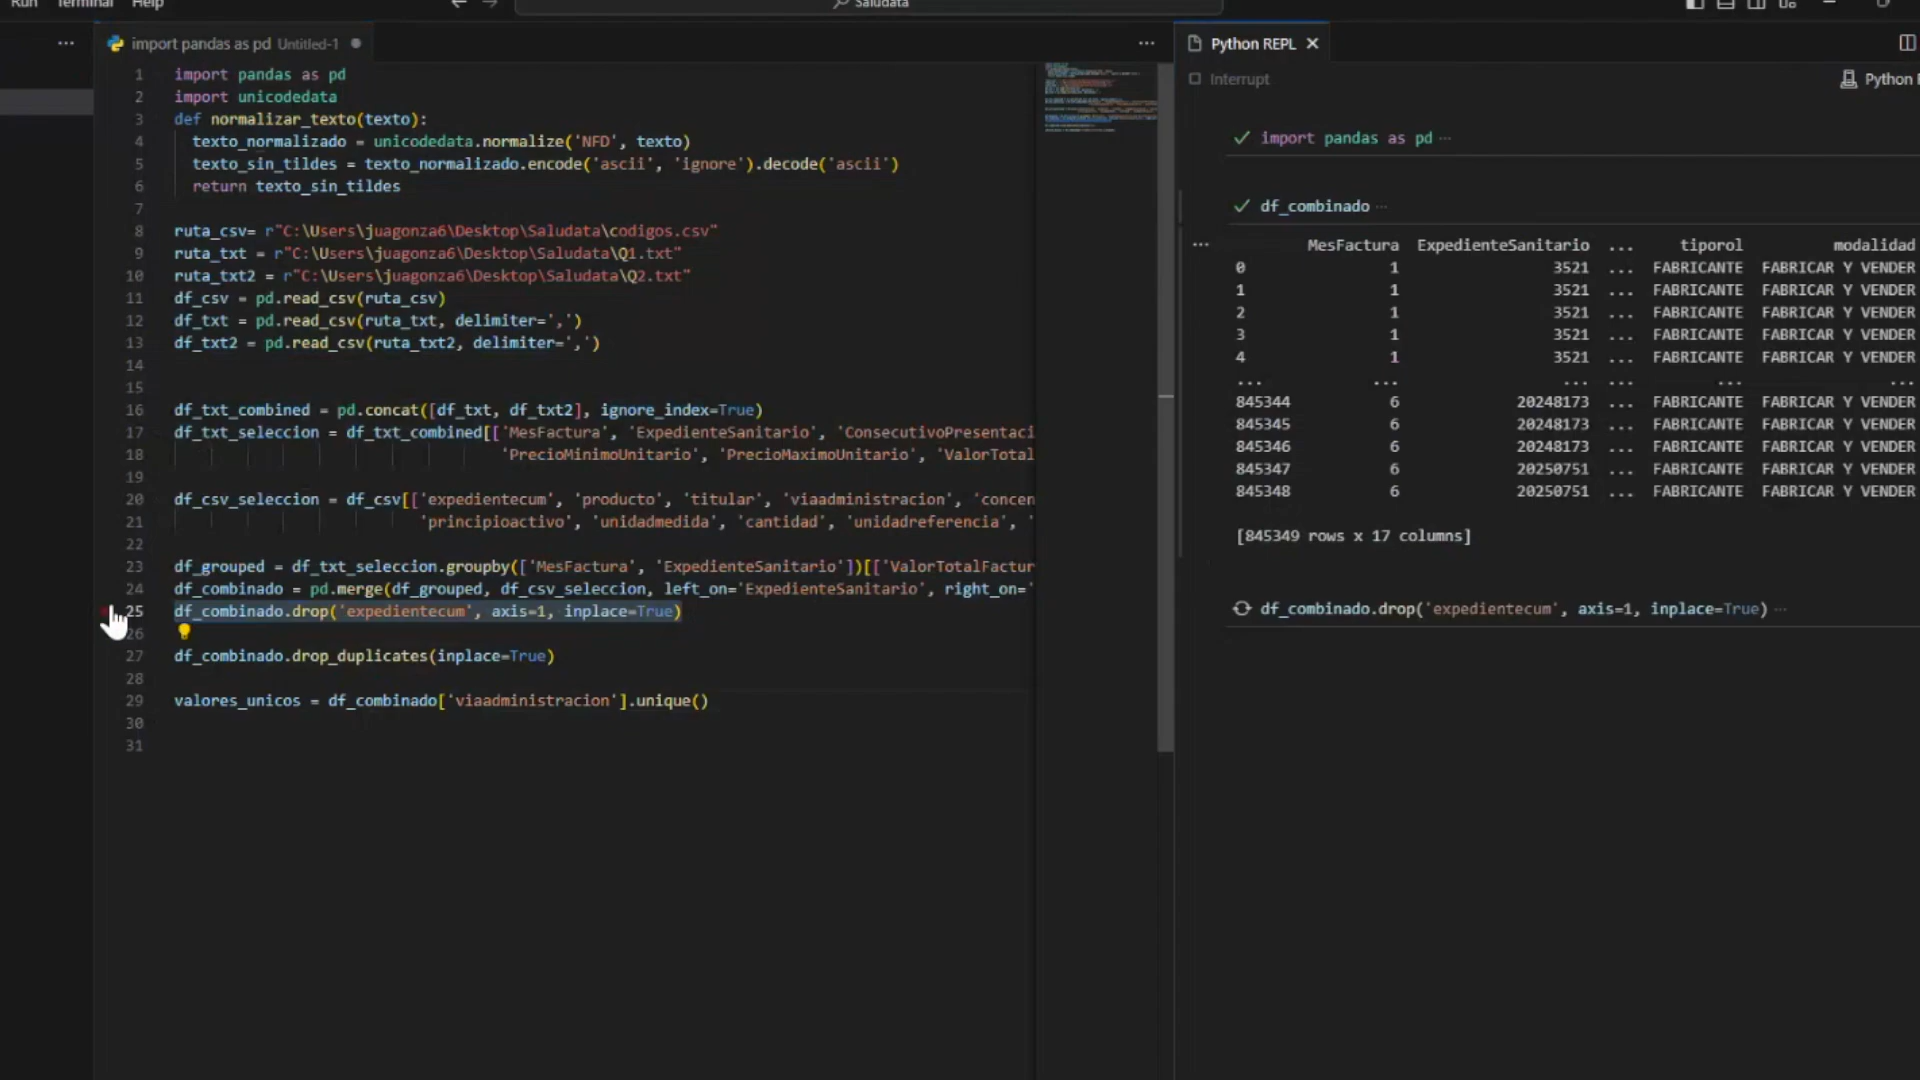 Run Terminal Help
Saludata
import pandas as pd Untitled-1
1 import pandas as pd
2 import unicodedata
3 def normalizar_texto(texto):
4 texto_normalizado = unicodedata.normalize('NFD', texto)
5 texto_sin_tildes = texto_normalizado.encode('ascii', 'ignore').decode('ascii')
6 return texto_sin_tildes
7
8 ruta_csv= r"C:\Users\juagonza6\Desktop\Saludata\codigos.csv"
9 ruta_txt = r"C:\Users\juagonza6\Desktop\Saludata\Q1.txt"
10 ruta_txt2 = r"C:\Users\juagonza6\Desktop\Saludata\Q2.txt"
11 df_csv = pd.read_csv(ruta_csv)
12 df_txt = pd.read_csv(ruta_txt, delimiter=',')
13 df_txt2 = pd.read_csv(ruta_txt2, delimiter=',')
14
15
16 df_txt_combined = pd.concat([df_txt, df_txt2], ignore_index=True)
17 df_txt_seleccion = df_txt_combined[['MesFactura', 'ExpedienteSanitario', 'ConsecutivoPresentaci
18 'PrecioMinimoUnitario', 'PrecioMaximoUnitario', 'ValorTotal
19
20 df_csv_seleccion = df_csv[['expedientecum', 'producto', 'titular', 'viaadministracion', 'concen
21 'principioactivo', 'unidadmedida', 'cantidad', 'unidadreferencia', '
22
23 df_grouped = df_txt_seleccion.groupby(['MesFactura', 'ExpedienteSanitario'])[['ValorTotalFactur
24 df_combinado = pd.merge(df_grouped, df_csv_seleccion, left_on='ExpedienteSanitario', right_on='
25 df_combinado.drop('expedientecum', axis=1, inplace=True)
26
27 df_combinado.drop_duplicates(inplace=True)
28
29 valores_unicos = df_combinado['viaadministracion'].unique()
30
31
Python REPL
Interrupt
Python
import pandas as pd ...
df_combinado ...
MesFactura ExpedienteSanitario ... tiporol modalidad
0 1 3521 ... FABRICANTE FABRICAR Y VENDER
1 1 3521 ... FABRICANTE FABRICAR Y VENDER
2 1 3521 ... FABRICANTE FABRICAR Y VENDER
3 1 3521 ... FABRICANTE FABRICAR Y VENDER
4 1 3521 ... FABRICANTE FABRICAR Y VENDER
... ... ... ... ... ...
845344 6 20248173 ... FABRICANTE FABRICAR Y VENDER
845345 6 20248173 ... FABRICANTE FABRICAR Y VENDER
845346 6 20248173 ... FABRICANTE FABRICAR Y VENDER
845347 6 20250751 ... FABRICANTE FABRICAR Y VENDER
845348 6 20250751 ... FABRICANTE FABRICAR Y VENDER
[845349 rows x 17 columns]
df_combinado.drop('expedientecum', axis=1, inplace=True) ...